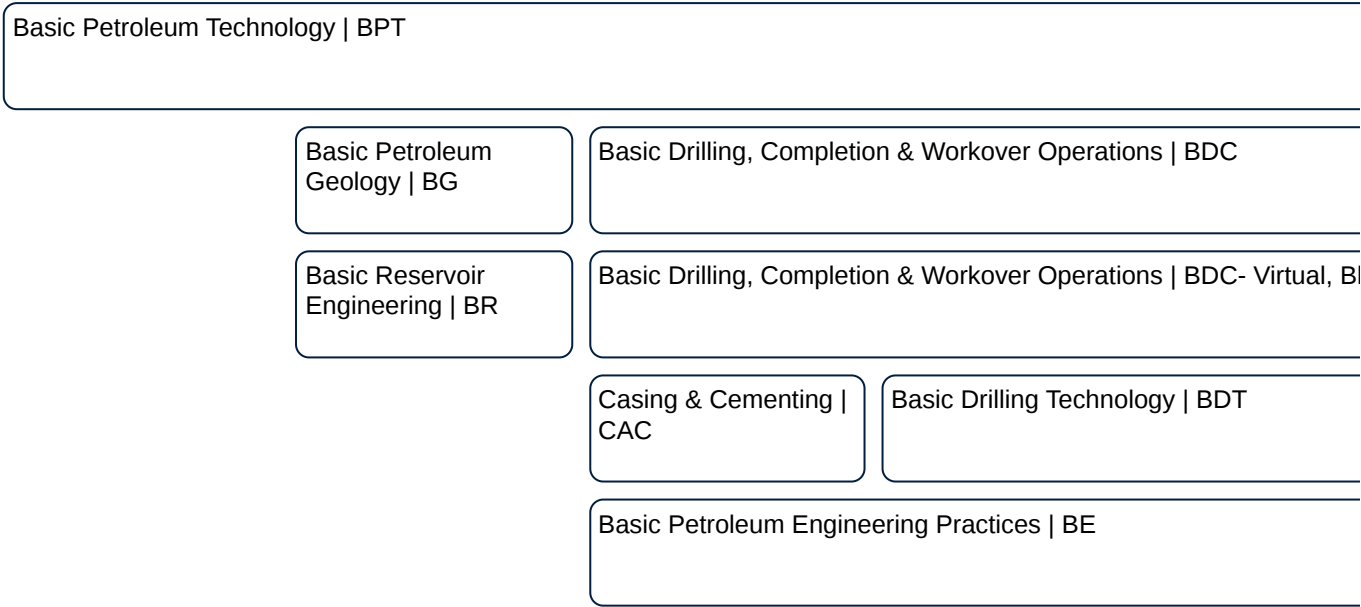 Basic Petroleum Technology | BPT
Basic Petroleum
Geology | BG
Basic Drilling, Completion & Workover Operations | BDC
Basic Reservoir
Engineering | BR
Basic Drilling, Completion & Workover Operations | BDC- Virtual,
Casing & Cementing |
CAC
Basic Drilling Technology | BDT
Basic Petroleum Engineering Practices | BE